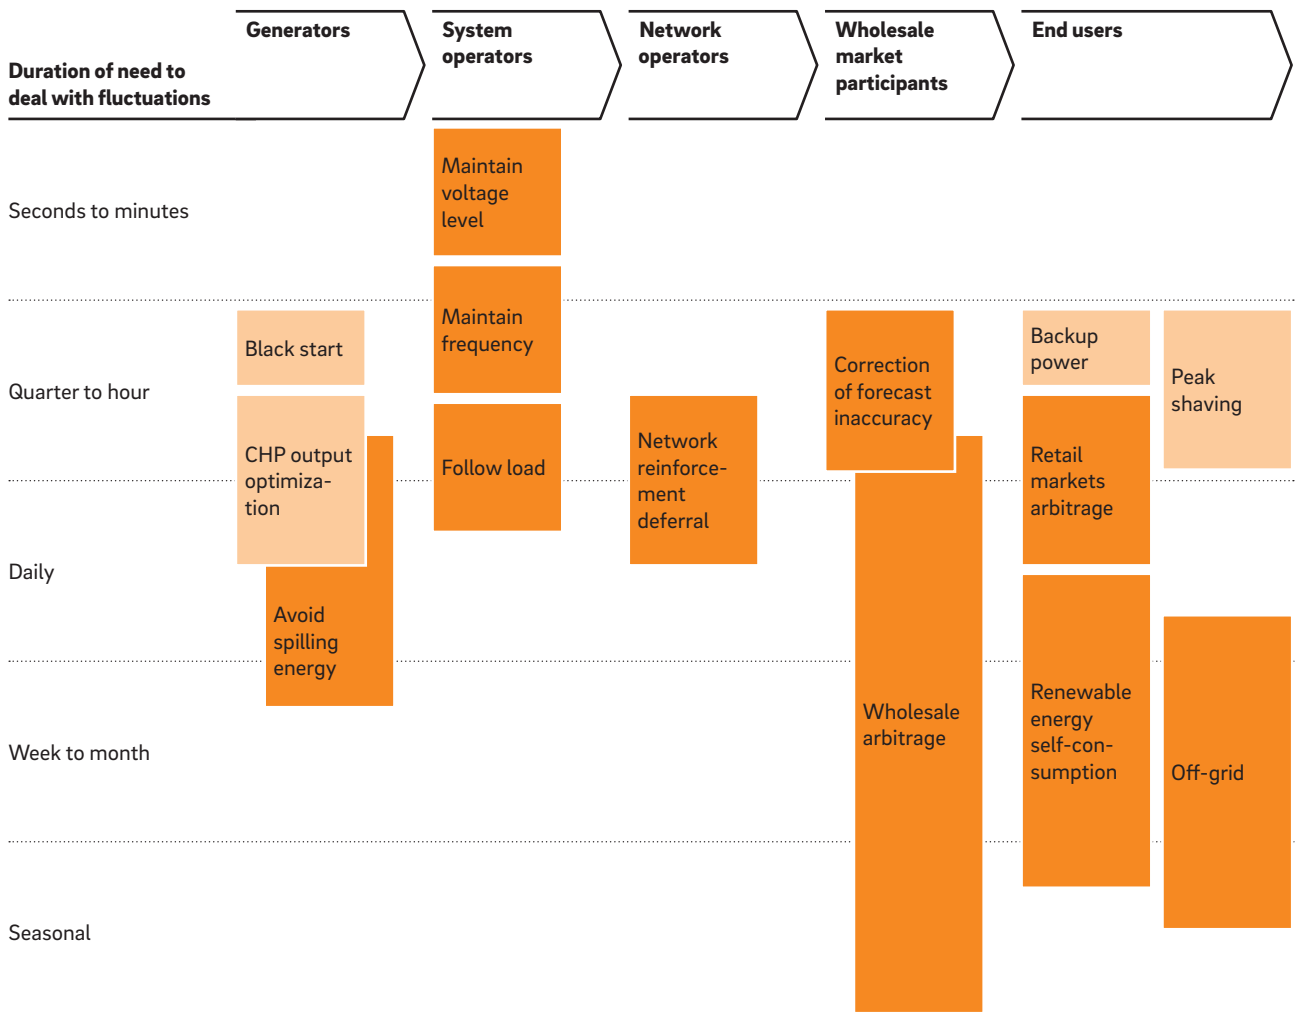 Generators
System
operators
Network
operators
Wholesale
market
participants
End users
Duration of need to
deal with fluctuations
Seconds to minutes
Maintain
voltage
level
Quarter to hour
Black start
Maintain
frequency
Correction
of forecast
inaccuracy
Backup
power
Peak
shaving
CHP output
optimiza-
tion
Follow load
Network
reinforce-
ment
deferral
Retail
markets
arbitrage
Daily
Avoid
spilling
energy
Week to month
Wholesale
arbitrage
Renewable
energy
self-con-
sumption
Off-grid
Seasonal